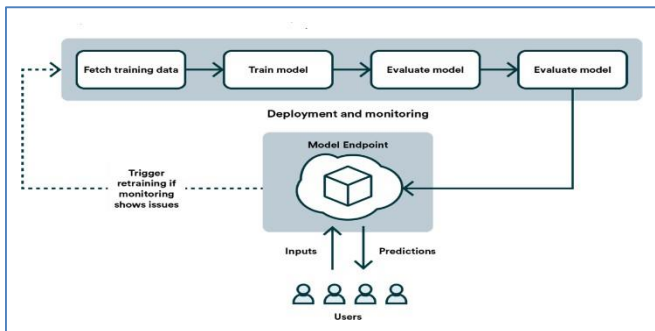 Fetch training data
Train model
Evaluate model
Evaluate model
Deployment and monitoring
Model Endpoint
Trigger
retraining if
monitoring
shows issues
Inputs
Predictions
Users